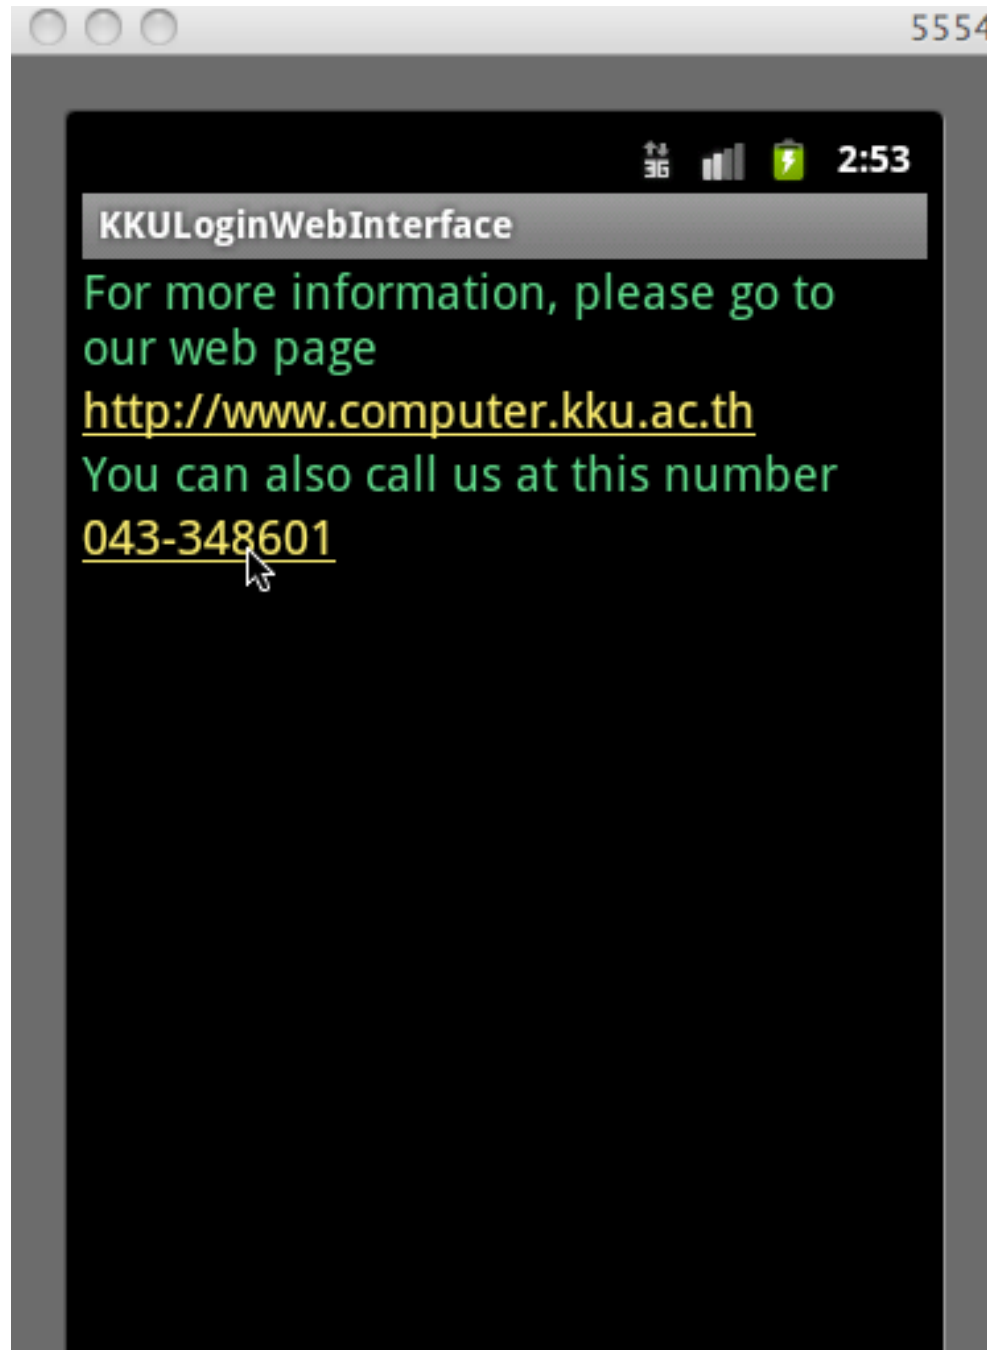 5554
3G
2:53
KKULoginWebInterface
For more information, please go to
our web page
http://www.computer.kku.ac.th
You can also call us at this number
043-348601